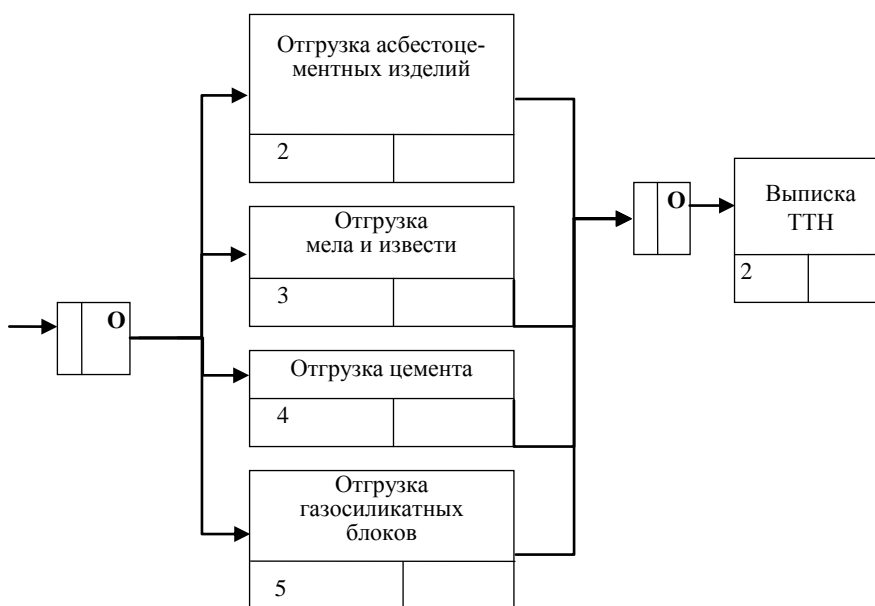 Отгрузка асбестоце-
ментных изделий
2
Отгрузка
мела и извести
3
О
Отгрузка цемента
4
Отгрузка
газосиликатных
блоков
5
О
Выписка
ТТН
2